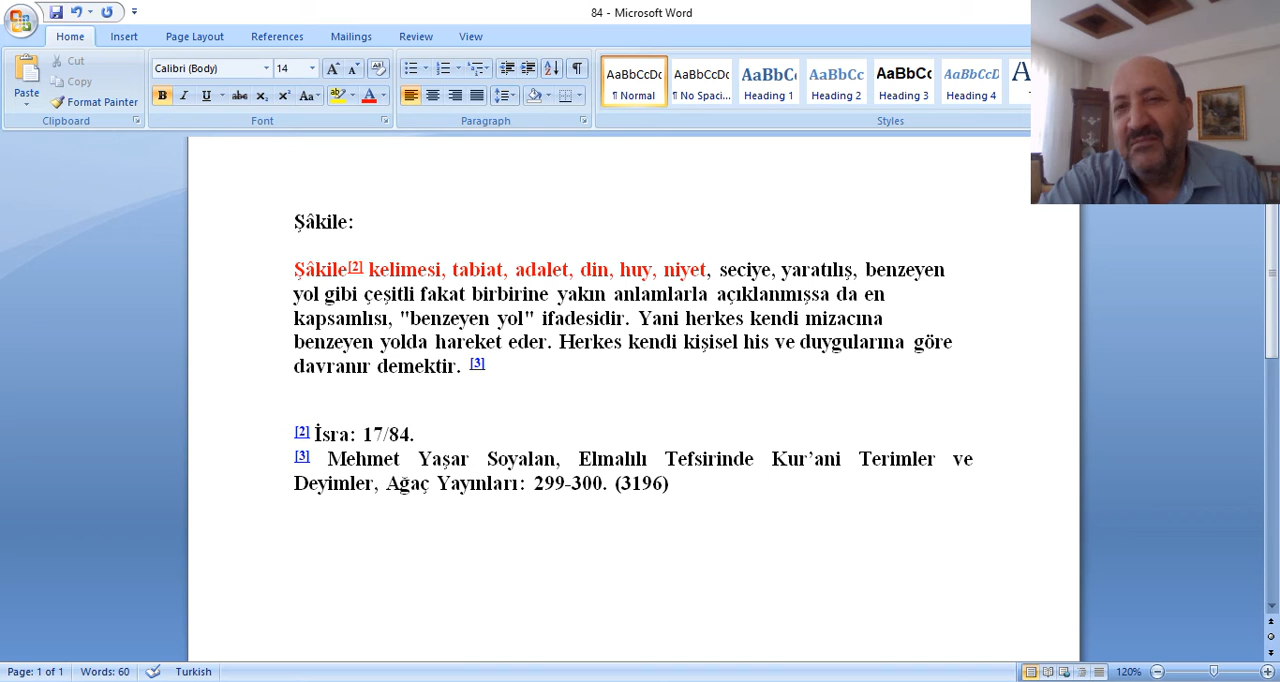 84 - Microsoft Word
Home Insert Page Layout References Mailings Review View
Paste
Cut
Copy
Format Painter
Clipboard
Calibri (Body) 14
B I U abc x₂ x² Aa
Font
Paragraph
AaBbCcDc AaBbCcDc AaBbC AaBbCc AaBbCc AaBbCcD A
¶ Normal ¶ No Spaci... Heading 1 Heading 2 Heading 3 Heading 4
Styles
Şâkile:
Şâkile[2] kelimesi, tabiat, adalet, din, huy, niyet, seciye, yaratılış, benzeyen
yol gibi çeşitli fakat birbirine yakın anlamlarla açıklanmışsa da en
kapsamlısı, "benzeyen yol" ifadesidir. Yani herkes kendi mizacına
benzeyen yolda hareket eder. Herkes kendi kişisel his ve duygularına göre
davranır demektir. [3]
[2] İsra: 17/84.
[3] Mehmet Yaşar Soyalan, Elmalılı Tefsirinde Kur’ani Terimler ve
Deyimler, Ağaç Yayınları: 299-300. (3196)
Page: 1 of 1 Words: 60 Turkish 120%